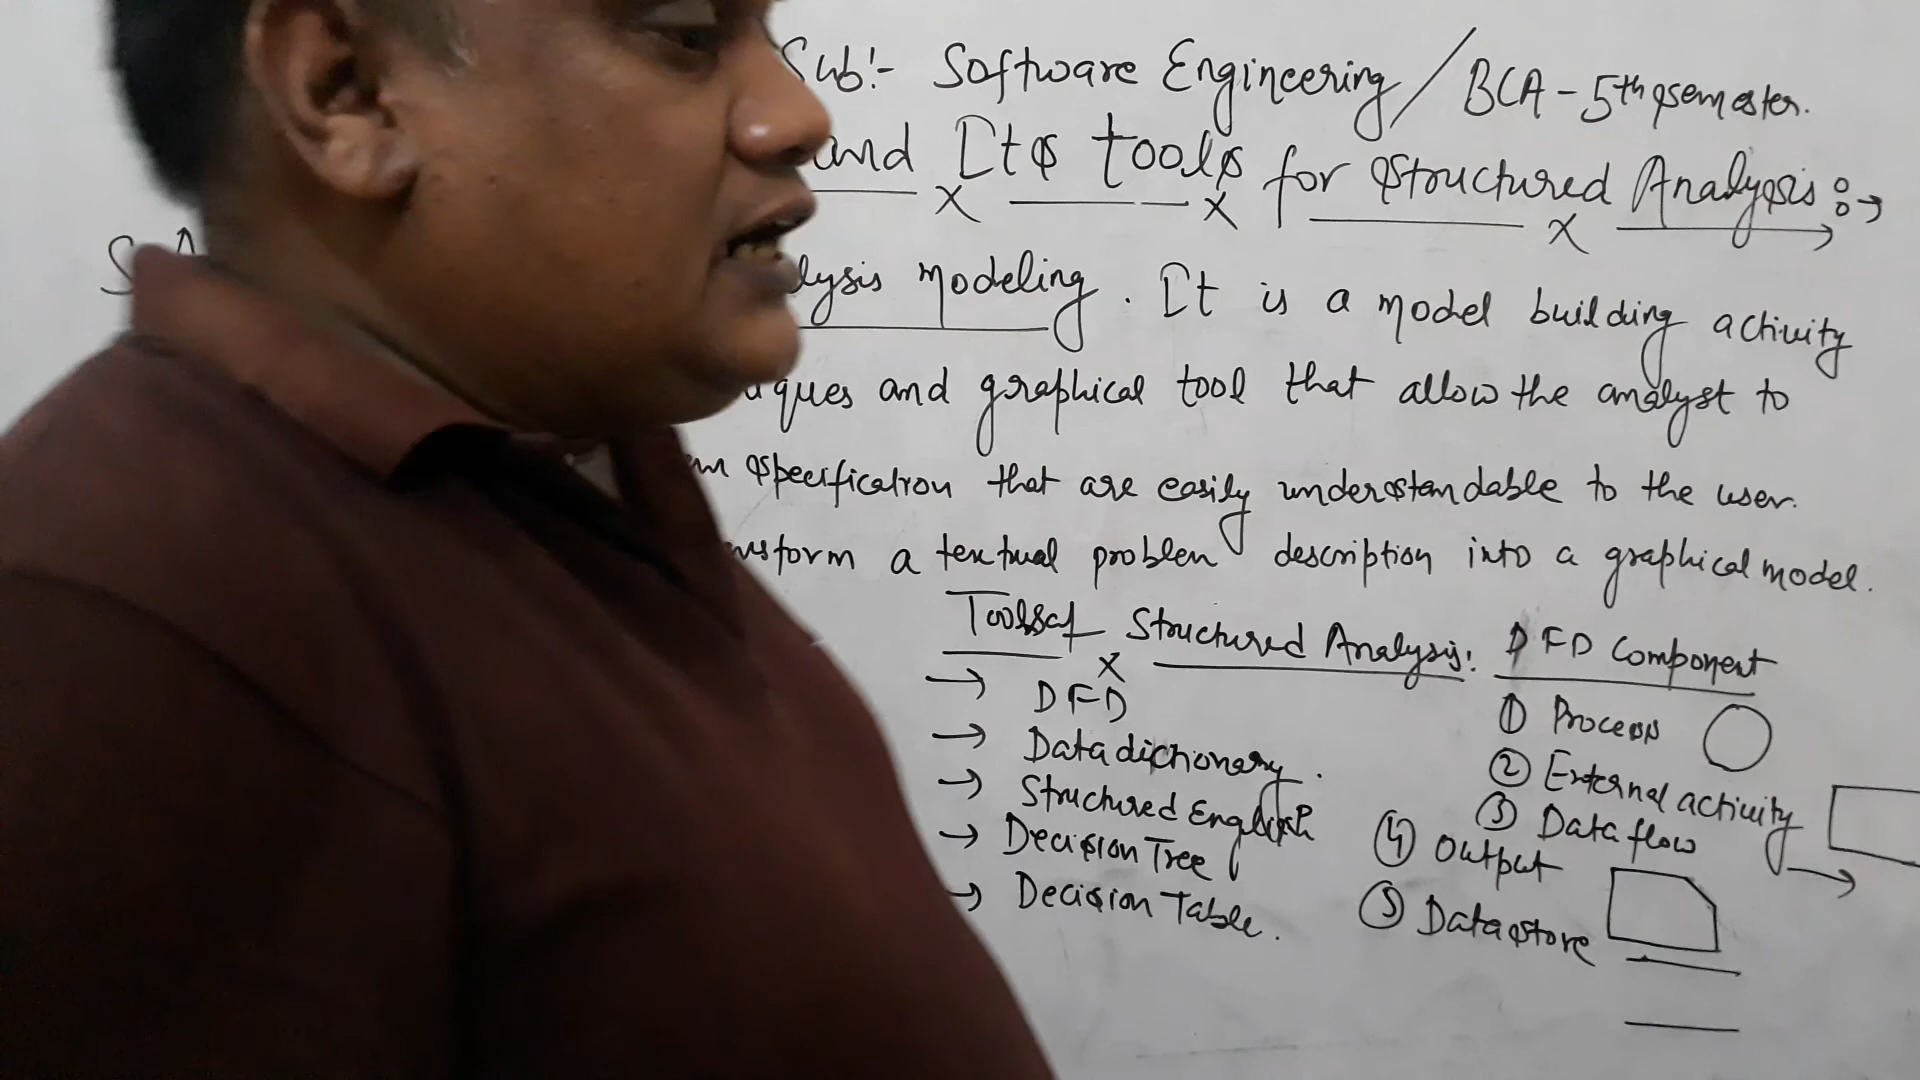 Sub:- Software Engineering / BCA - 5th semester.
and Its tools for Structured Analysis :→
modeling. It is a model building activity
and graphical tool that allow the analyst to
specification that are easily understandable to the user.
a textual problem description into a graphical model.
Tools of Structured Analysis:
→ DFD
→ Data dictionary.
→ Structured English
→ Decision Tree
→ Decision Table.
DFD Component
① Process
② External activity
③ Data flow
④ Output
⑤ Data store